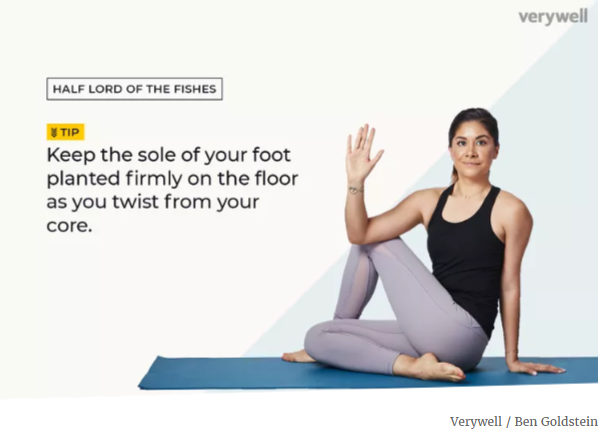 verywell
HALF LORD OF THE FISHES
TIP
Keep the sole of your foot
planted firmly on the floor
as you twist from your
core.
Verywell / Ben Goldstein